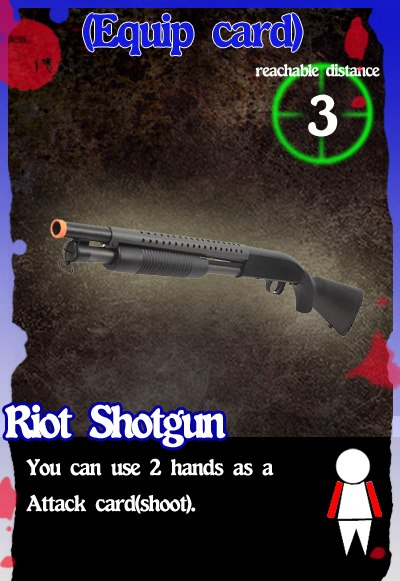 (Equip card)
reachable distance
3
Riot Shotgun
You can use 2 hands as a
Attack card(shoot).